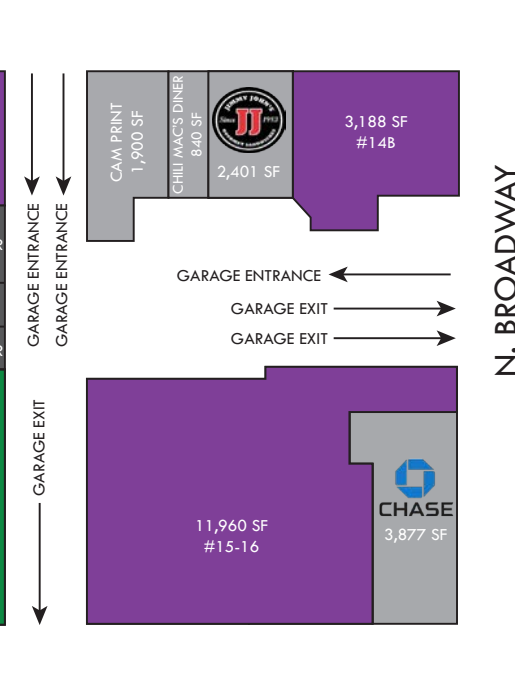 CAM PRINT
1,900 SF
CHILI MAC'S DINER
840 SF
JIMMY JOHN'S
Since 1983
JJ
GOURMET SANDWICHES
2,401 SF
3,188 SF
#14B
GARAGE ENTRANCE
GARAGE ENTRANCE
GARAGE ENTRANCE
GARAGE EXIT
GARAGE EXIT
N. BROADWAY
GARAGE EXIT
11,960 SF
#15-16
CHASE
3,877 SF